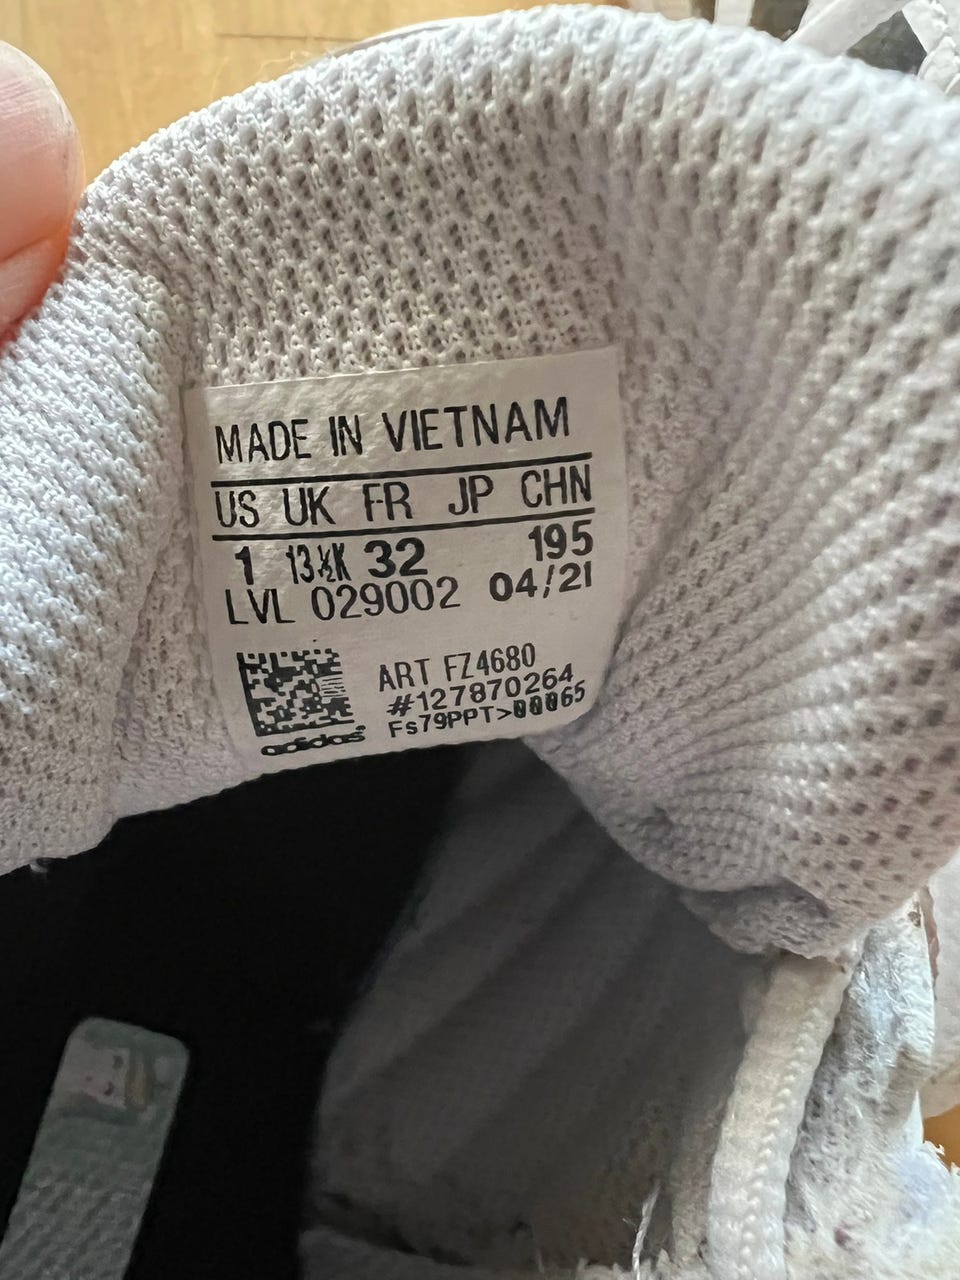 MADE IN VIETNAM
US UK FR JP CHN
1 13½K 32 195
LVL 029002 04/21
ART FZ4680
#127870264
Fs79PPT>00065
adidas